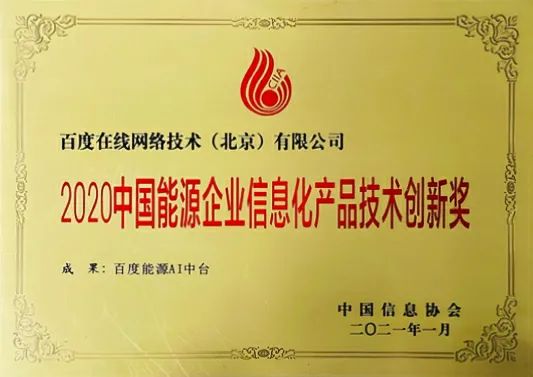 CIIA
百度在线网络技术（北京）有限公司
2020中国能源企业信息化产品技术创新奖
成 果：百度能源AI中台
中国信息协会
二〇二一年一月